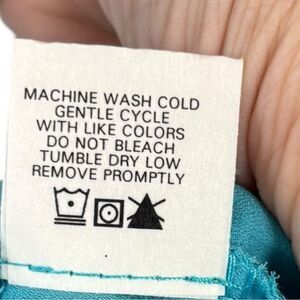 MACHINE WASH COLD
GENTLE CYCLE
WITH LIKE COLORS
DO NOT BLEACH
TUMBLE DRY LOW
REMOVE PROMPTLY